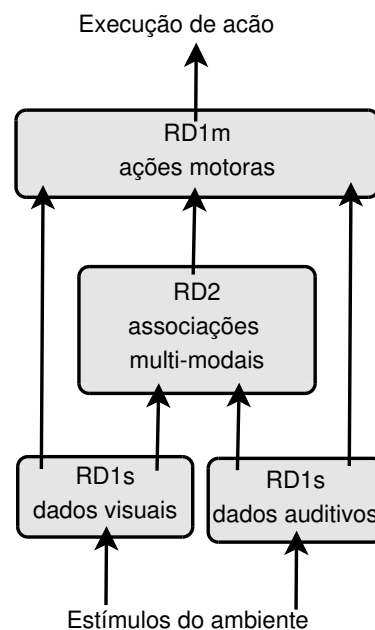 Execução de acão
RD1m
ações motoras
RD2
associações
multi-modais
RD1s
dados visuais
RD1s
dados auditivos
Estímulos do ambiente